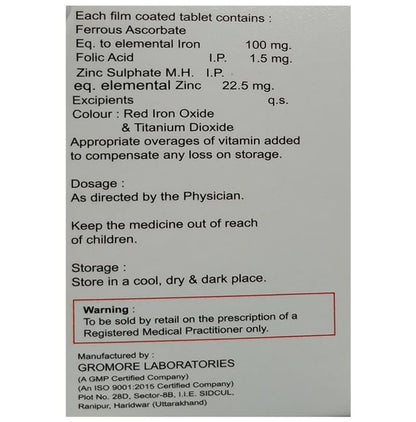 Each film coated tablet contains :
Ferrous Ascorbate
Eq. to elemental Iron 100 mg.
Folic Acid I.P. 1.5 mg.
Zinc Sulphate M.H. I.P.
eq. elemental Zinc 22.5 mg.
Excipients q.s.
Colour : Red Iron Oxide
& Titanium Dioxide
Appropriate overages of vitamin added
to compensate any loss on storage.
Dosage :
As directed by the Physician.
Keep the medicine out of reach
of children.
Storage :
Store in a cool, dry & dark place.
Warning :
To be sold by retail on the prescription of a
Registered Medical Practitioner only.
Manufactured by :
GROMORE LABORATORIES
(A GMP Certified Company)
(An ISO 9001:2015 Certified Company)
Plot No. 28D, Sector-8B, I.I.E. SIDCUL,
Ranipur, Haridwar (Uttarakhand)